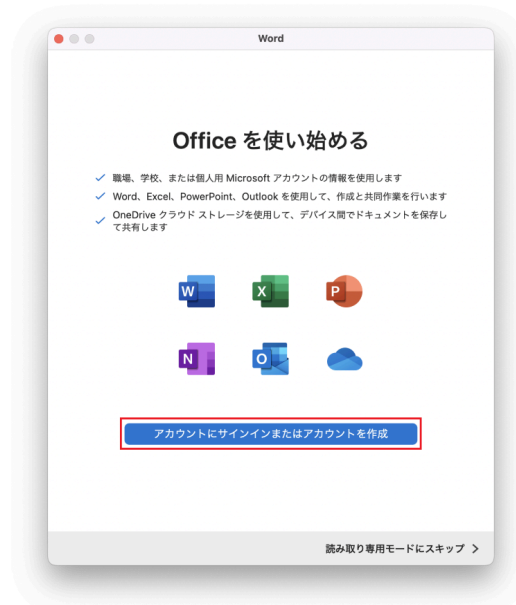 Word
Office を使い始める
職場、学校、または個人用 Microsoft アカウントの情報を使用します
Word、Excel、PowerPoint、Outlook を使用して、作成と共同作業を行います
OneDrive クラウド ストレージを使用して、デバイス間でドキュメントを保存し
て共有します
W X P
N O
アカウントにサインインまたはアカウントを作成
読み取り専用モードにスキップ